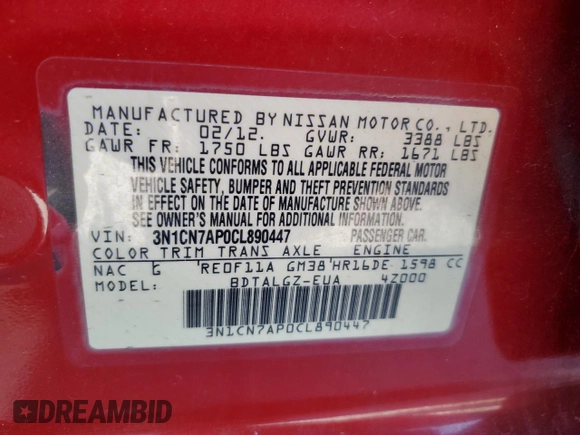 MANUFACTURED BY NISSAN MOTOR CO., LTD.
DATE: 02/12. GVWR: 3388 LBS
GAWR FR: 1750 LBS GAWR RR: 1671 LBS
THIS VEHICLE CONFORMS TO ALL APPLICABLE FEDERAL MOTOR
VEHICLE SAFETY, BUMPER AND THEFT PREVENTION STANDARDS
IN EFFECT ON THE DATE OF MANUFACTURE SHOWN ABOVE.
SEE OWNER'S MANUAL FOR ADDITIONAL INFORMATION.
VIN: 3N1CN7AP0CL890447 PASSENGER CAR.
COLOR TRIM TRANS AXLE ENGINE
NAC G RE0F11A GM38 HR16DE 1598 CC
MODEL: BDTALGZ-EUA 4Z000
3N1CN7AP0CL890447
DREAMBID